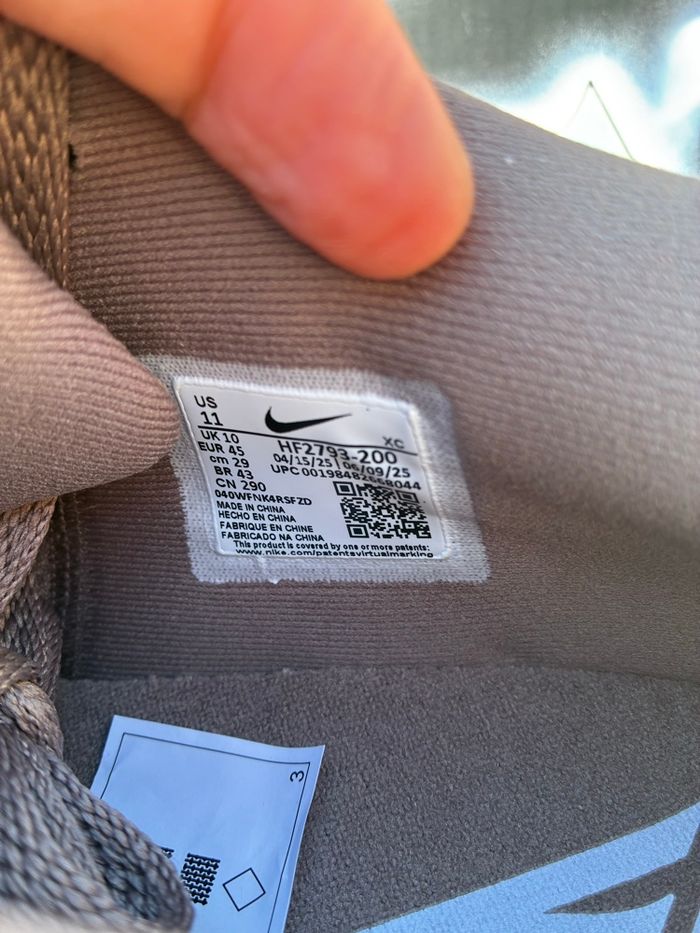 US
11
UK 10
EUR 45
cm 29
BR 43
CN 290
XC
HF2793-200
04/15/25 | 06/09/25
UPC 00198482668044
040WFNK4RSFZD
MADE IN CHINA
HECHO EN CHINA
FABRIQUE EN CHINE
FABRICADO NA CHINA
This product is covered by one or more patents:
www.nike.com/patentsvirtualmarking
3